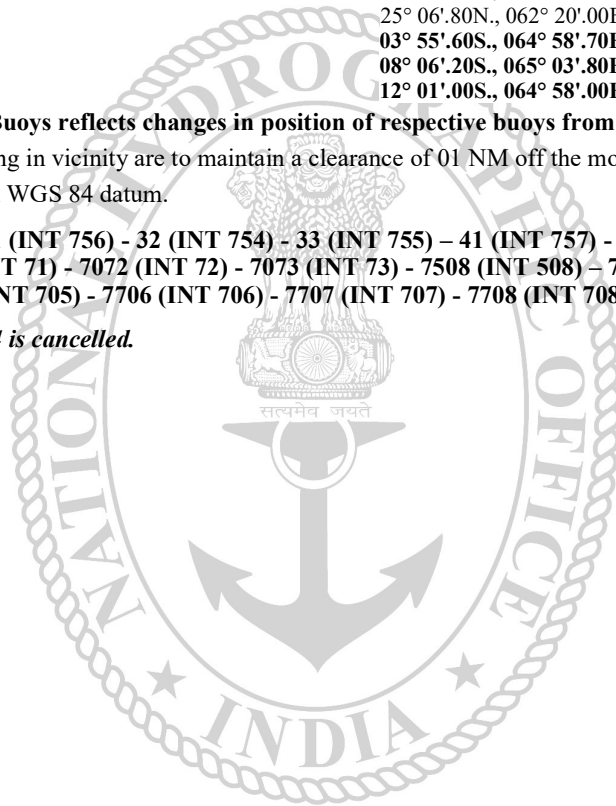 25° 06'.80N., 062° 20'.00E
03° 55'.60S., 064° 58'.70E
08° 06'.20S., 065° 03'.80E
12° 01'.00S., 064° 58'.00E
Buoys reflects changes in position of respective buoys from
ng in vicinity are to maintain a clearance of 01 NM off the mo
WGS 84 datum.
(INT 756) - 32 (INT 754) - 33 (INT 755) – 41 (INT 757) -
T 71) - 7072 (INT 72) - 7073 (INT 73) - 7508 (INT 508) – 7
NT 705) - 7706 (INT 706) - 7707 (INT 707) - 7708 (INT 708
is cancelled.
NATIONAL HYDROGRAPHIC OFFICE
सत्यमेव जयते
INDIA